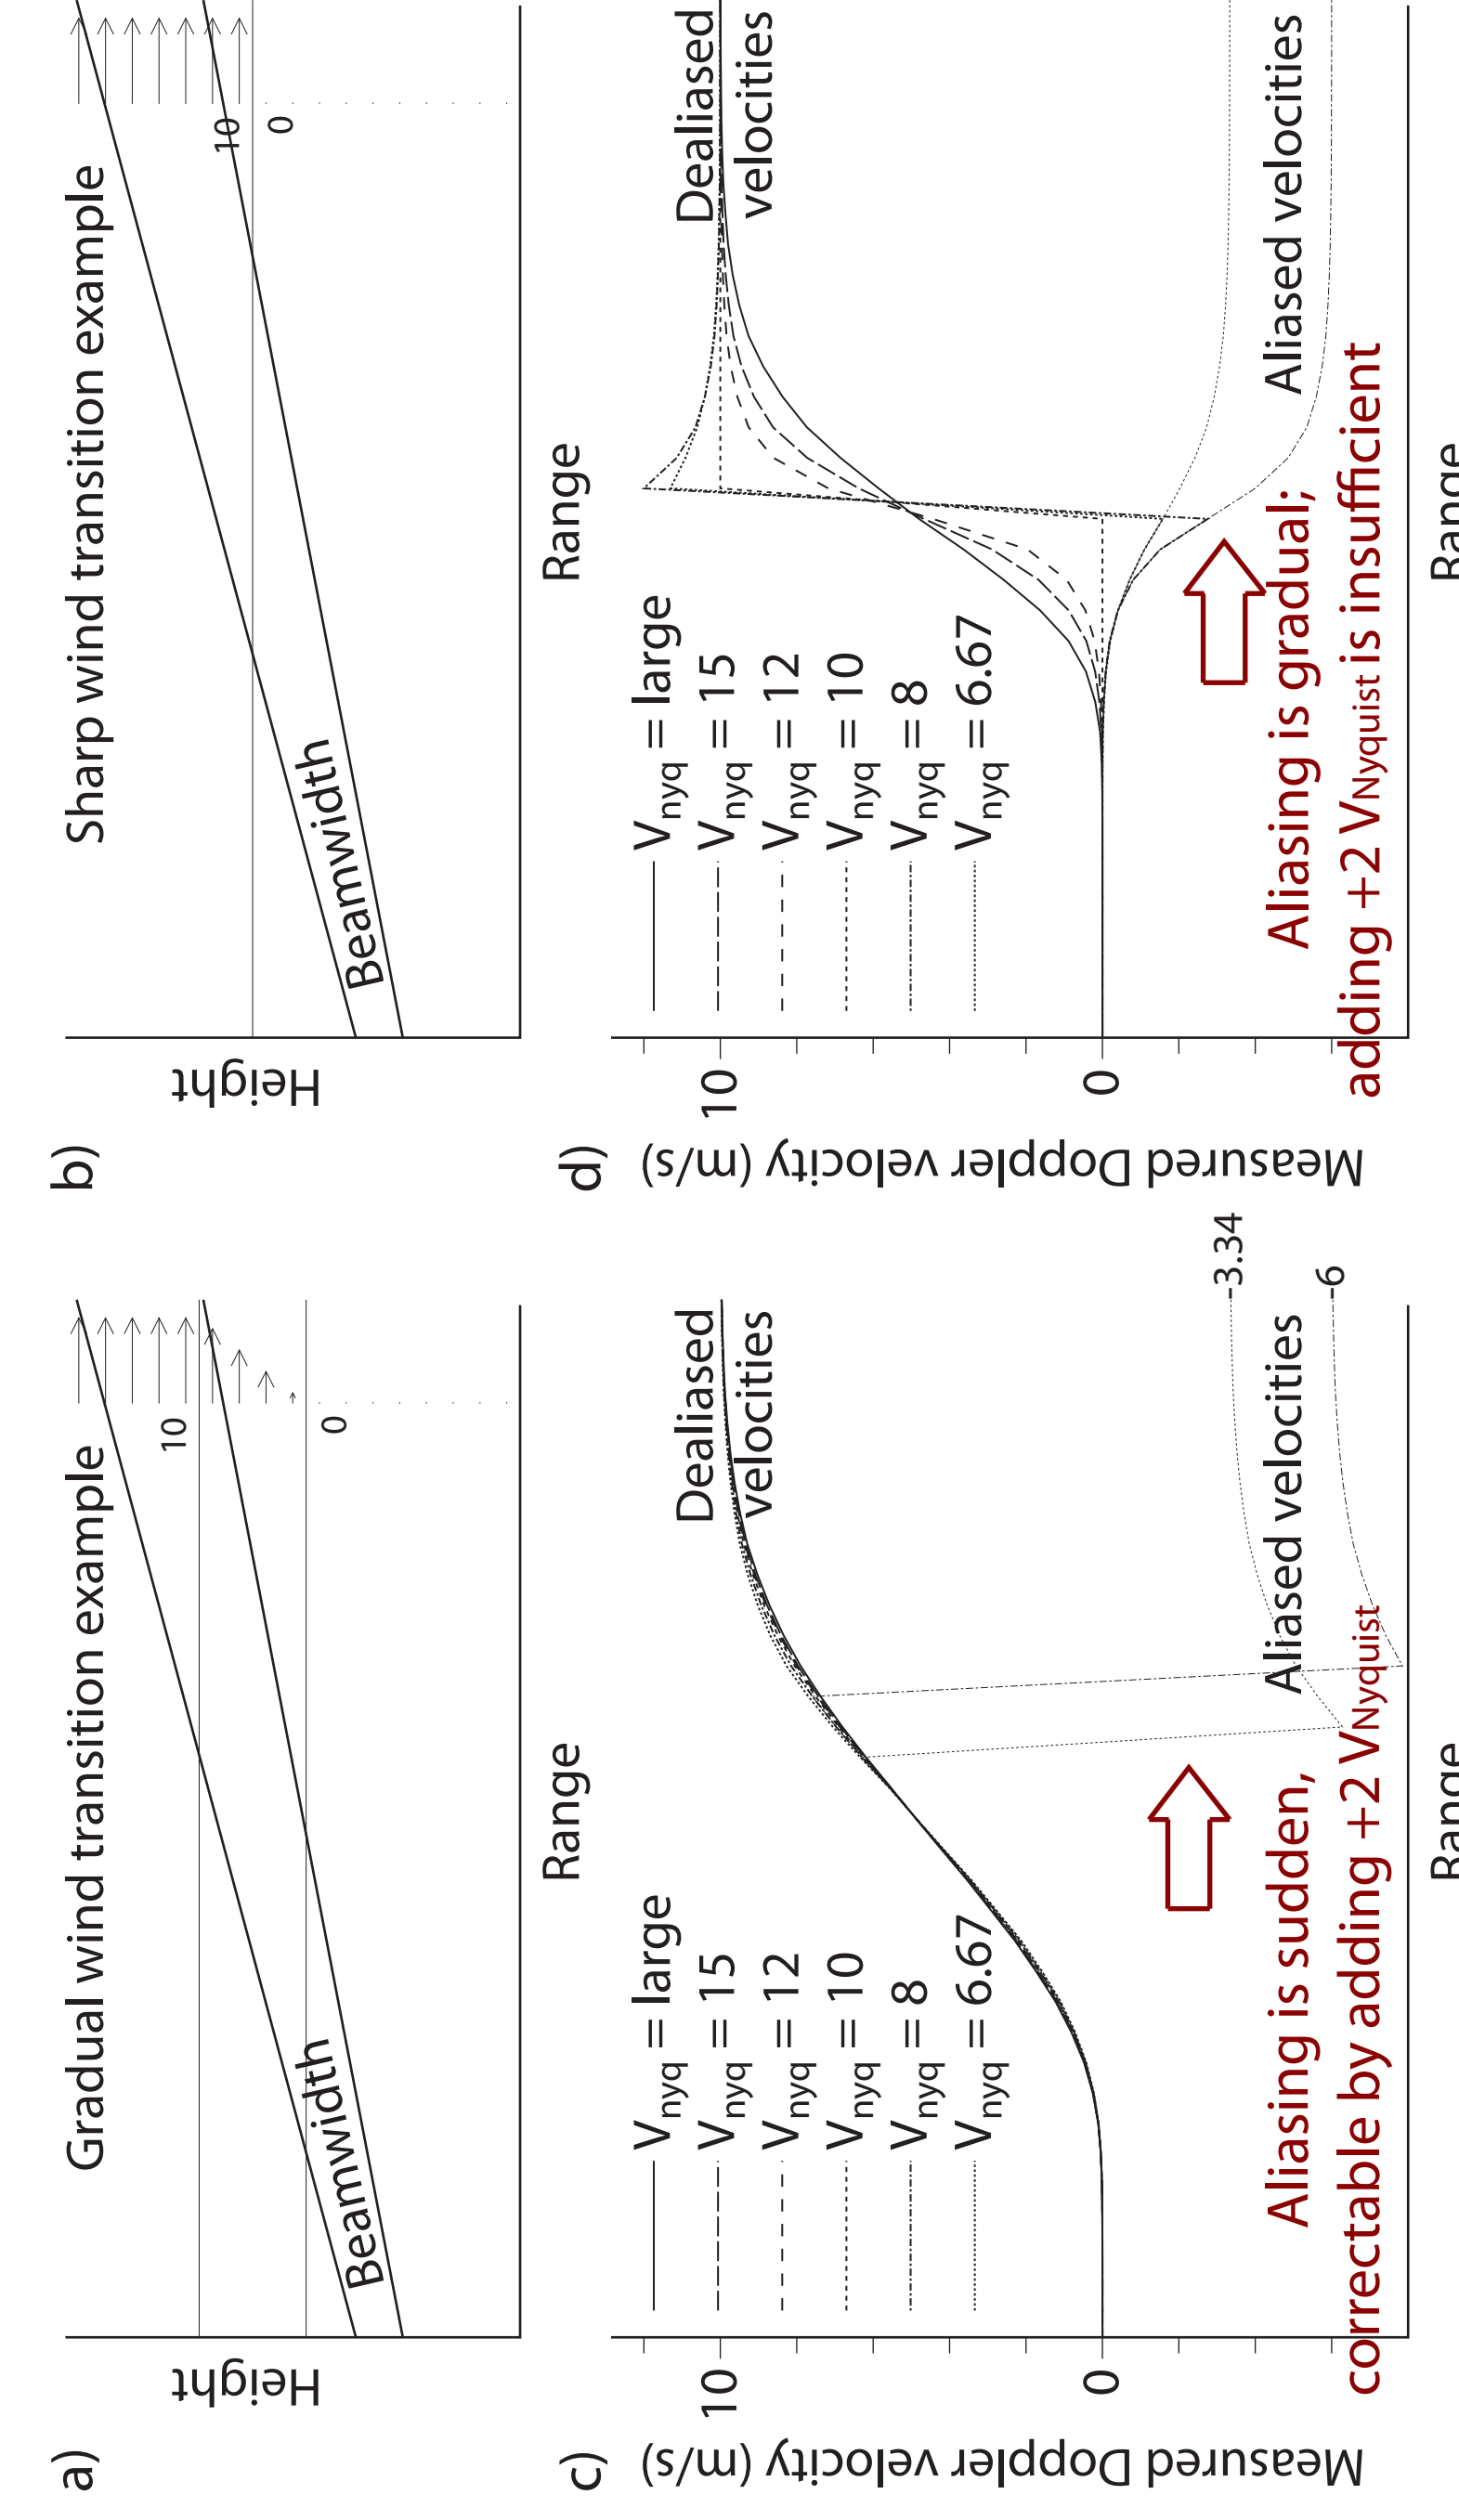 a)
Gradual wind transition example
Height
Beamwidth
10
0
Range
b)
Sharp wind transition example
Height
Beamwidth
10
0
Range
c)
Measured Doppler velocity (m/s)
10
0
Vnyq = large
Vnyq = 15
Vnyq = 12
Vnyq = 10
Vnyq = 8
Vnyq = 6.67
Dealiased
velocities
Aliased velocities
-3.34
-6
Aliasing is sudden,
correctable by adding +2 VNyquist
Range
d)
Measured Doppler velocity (m/s)
10
0
Vnyq = large
Vnyq = 15
Vnyq = 12
Vnyq = 10
Vnyq = 8
Vnyq = 6.67
Dealiased
velocities
Aliased velocities
Aliasing is gradual;
adding +2 VNyquist is insufficient
Range